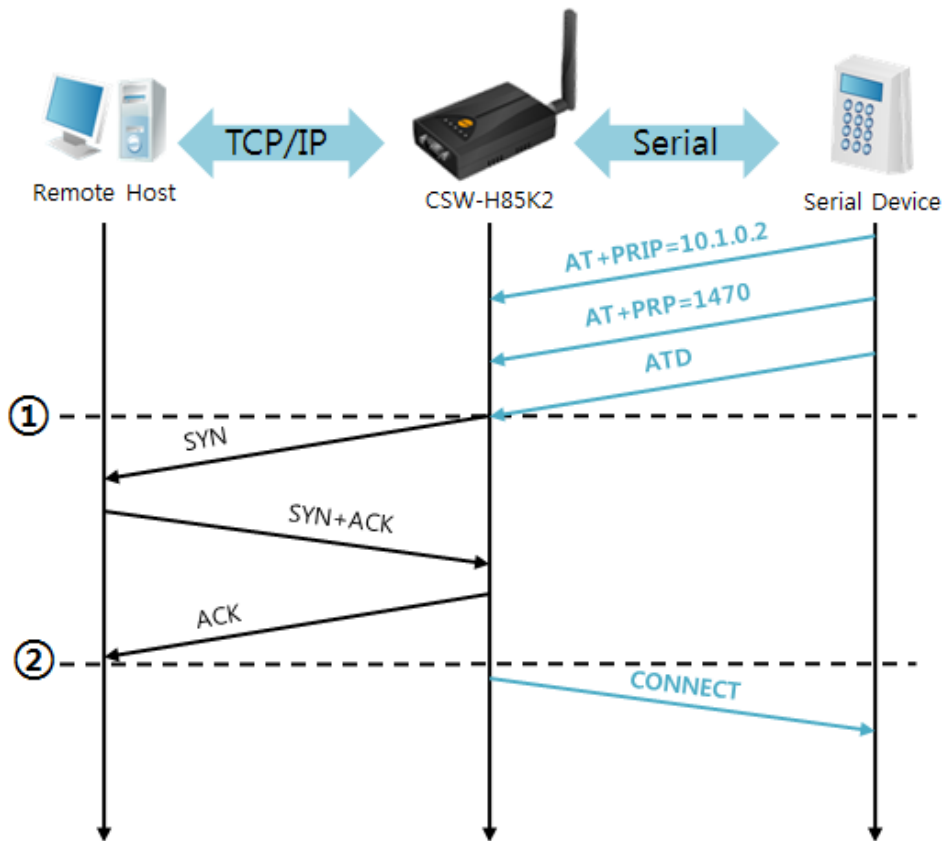 TCP/IP
Serial
Remote Host
CSW-H85K2
Serial Device
AT+PRIP=10.1.0.2
AT+PRP=1470
ATD
①
SYN
SYN+ACK
ACK
②
CONNECT